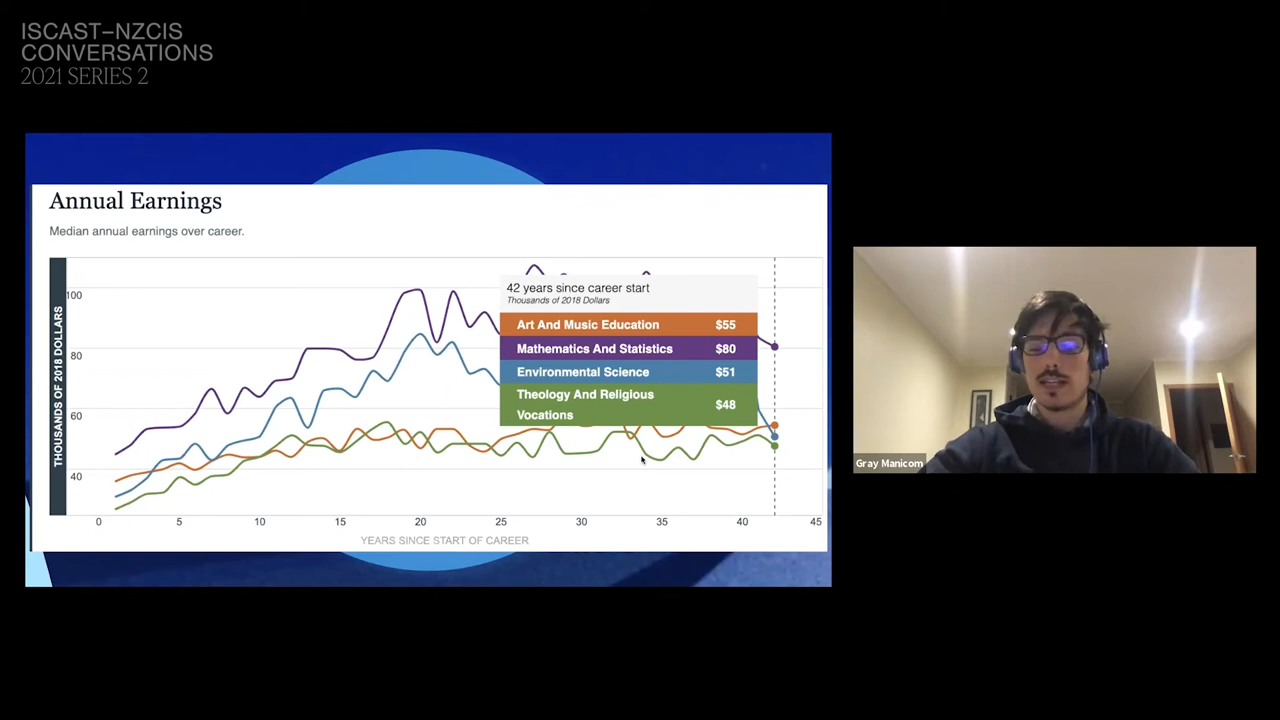 ISCAST–NZCIS
CONVERSATIONS
2021 SERIES 2
Annual Earnings
Median annual earnings over career.
THOUSANDS OF 2018 DOLLARS
100
80
60
40
42 years since career start
Thousands of 2018 Dollars
Art And Music Education $55
Mathematics And Statistics $80
Environmental Science $51
Theology And Religious
Vocations $48
0 5 10 15 20 25 30 35 40 45
YEARS SINCE START OF CAREER
Gray Manicom